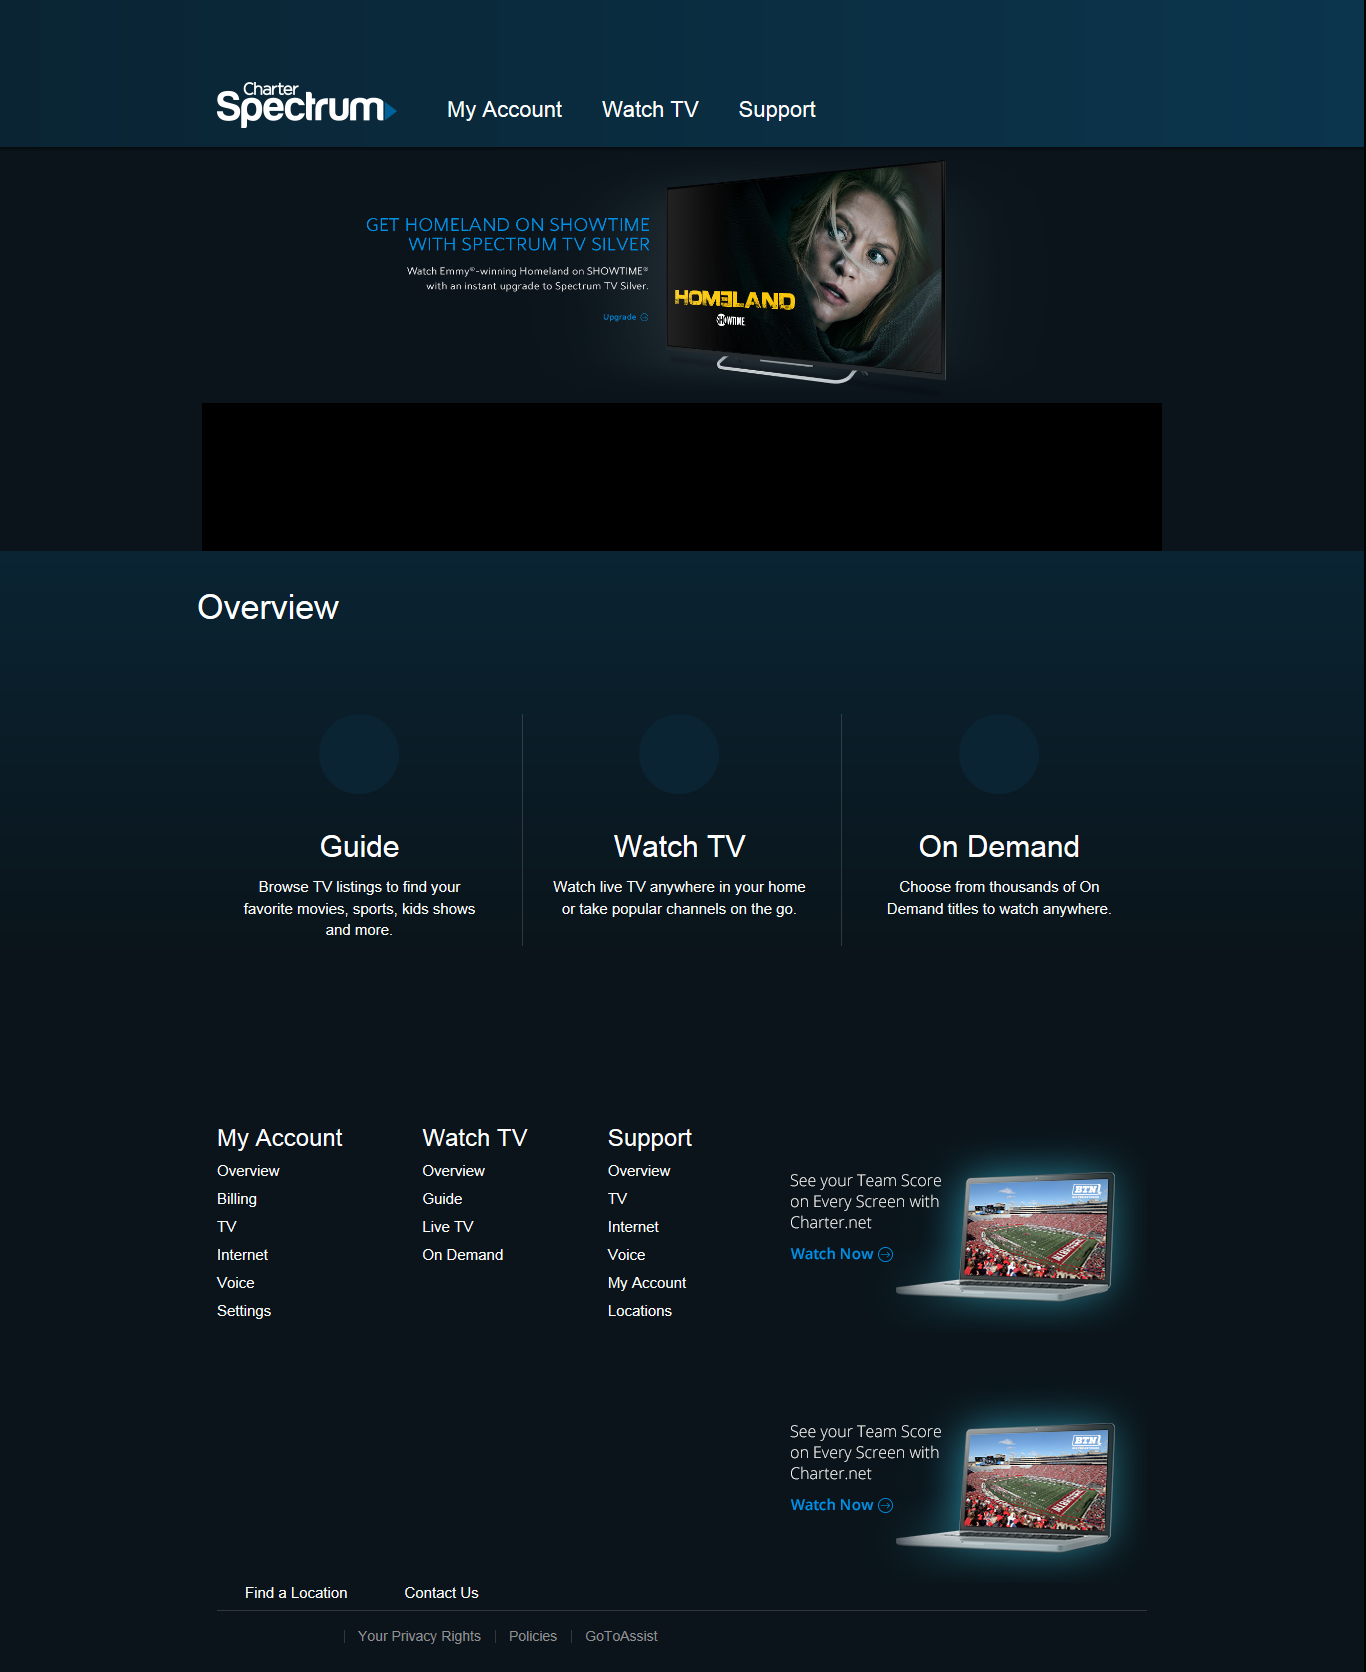 Charter
Spectrum
My Account
Watch TV
Support
GET HOMELAND ON SHOWTIME
WITH SPECTRUM TV SILVER
Watch Emmy®-winning Homeland on SHOWTIME®
with an instant upgrade to Spectrum TV Silver.
Upgrade
HOMELAND
SHOWTIME
Overview
Guide
Browse TV listings to find your
favorite movies, sports, kids shows
and more.
Watch TV
Watch live TV anywhere in your home
or take popular channels on the go.
On Demand
Choose from thousands of On
Demand titles to watch anywhere.
My Account
Overview
Billing
TV
Internet
Voice
Settings
Watch TV
Overview
Guide
Live TV
On Demand
Support
Overview
TV
Internet
Voice
My Account
Locations
See your Team Score
on Every Screen with
Charter.net
Watch Now
BTN
See your Team Score
on Every Screen with
Charter.net
Watch Now
BTN
Find a Location
Contact Us
Your Privacy Rights
Policies
GoToAssist